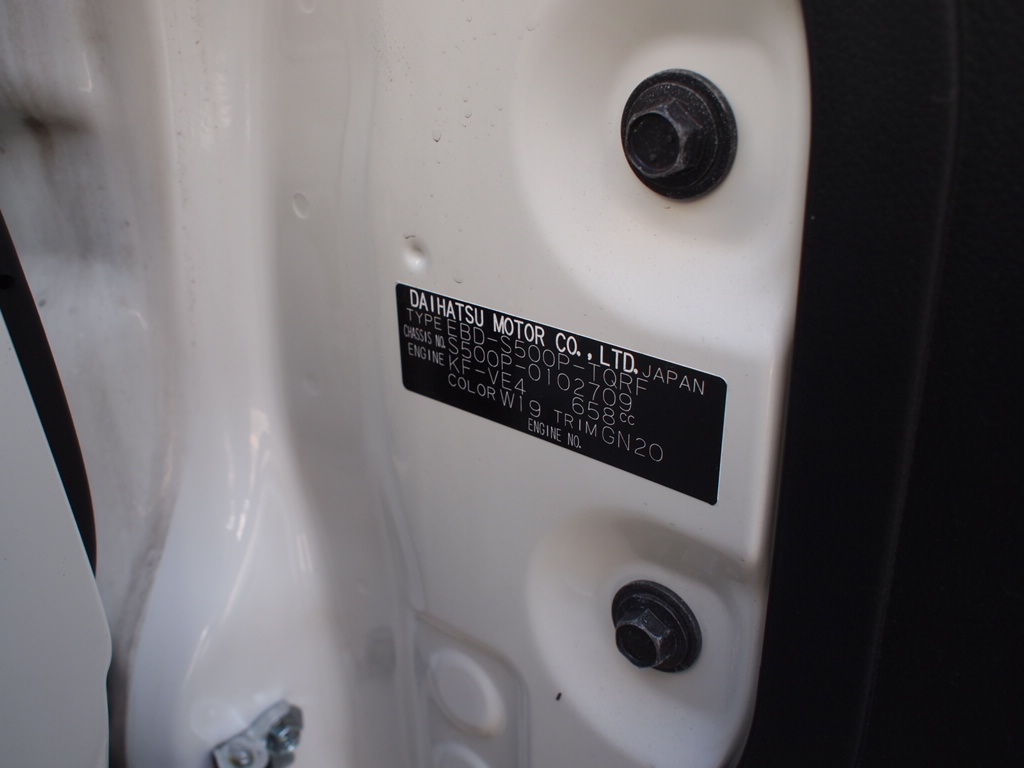 DAIHATSU MOTOR CO., LTD. JAPAN
TYPE EBD-S500P-TQRF
CHASSIS NO. S500P-0102709
ENGINE KF-VE4 658cc
COLOR W19 TRIM GN20
ENGINE NO.